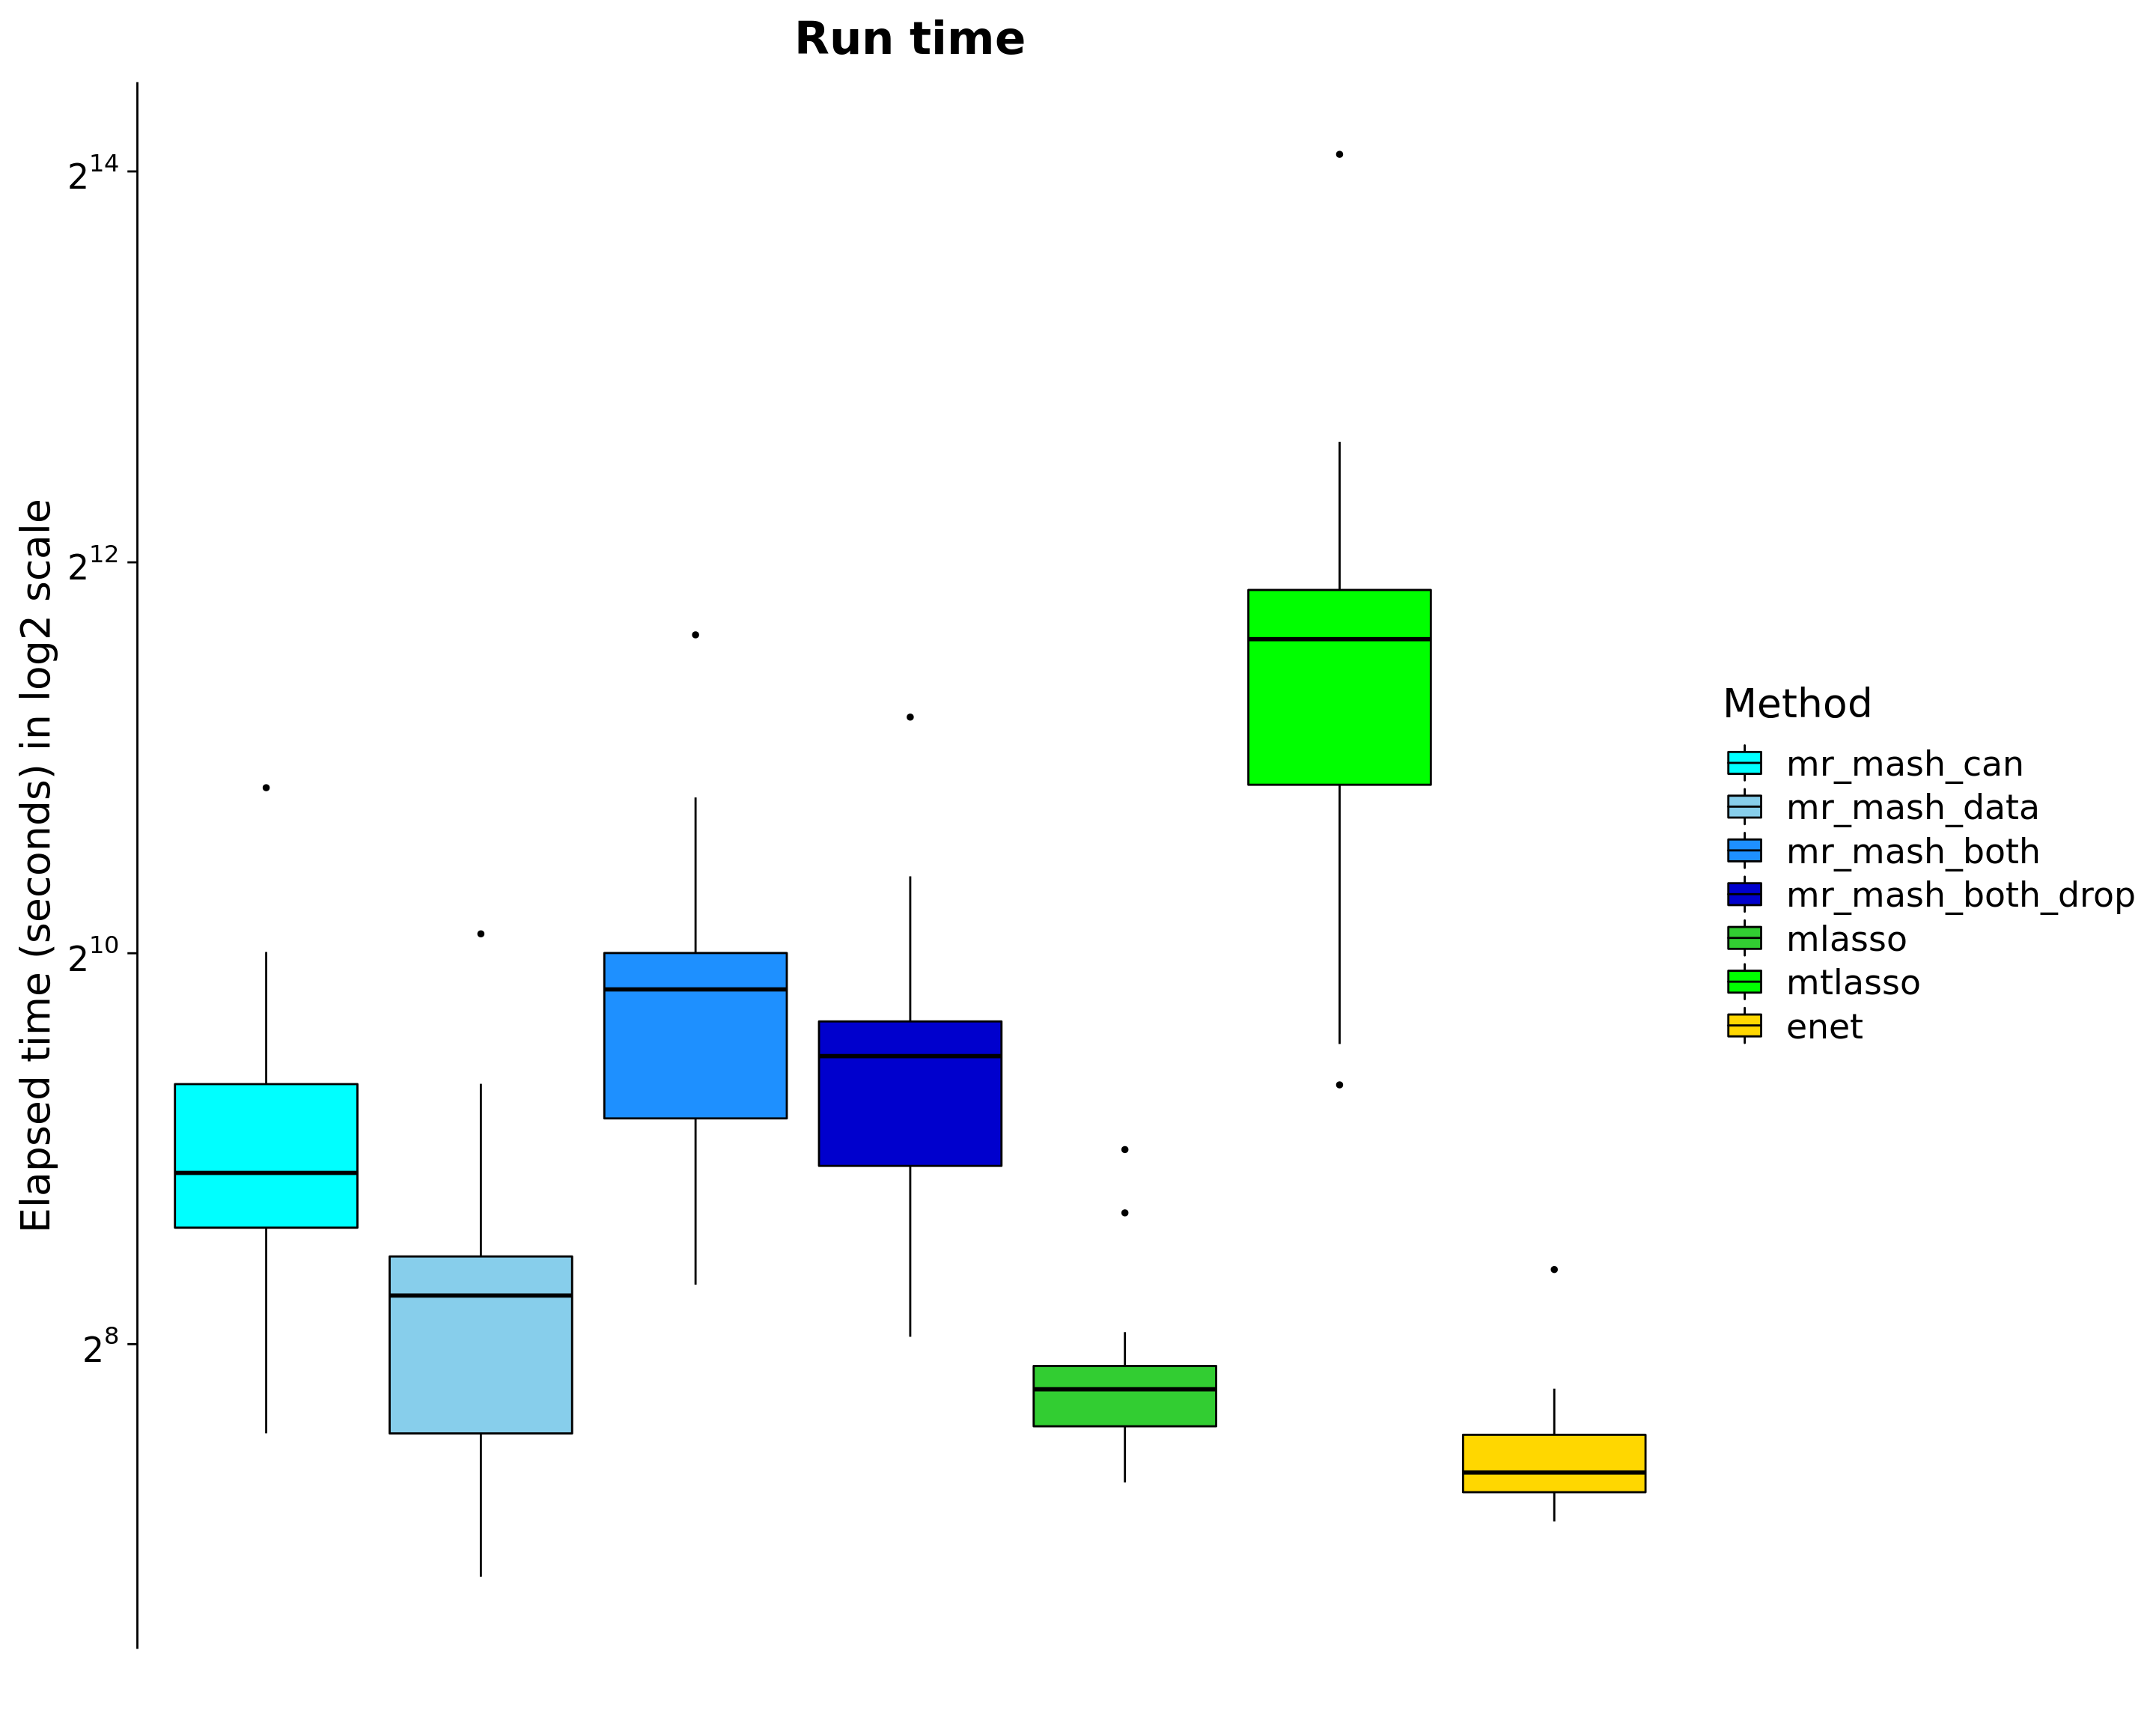 Run time
2^14
2^12
2^10
2^8
Elapsed time (seconds) in log2 scale
Method
mr_mash_can
mr_mash_data
mr_mash_both
mr_mash_both_drop
mlasso
mtlasso
enet